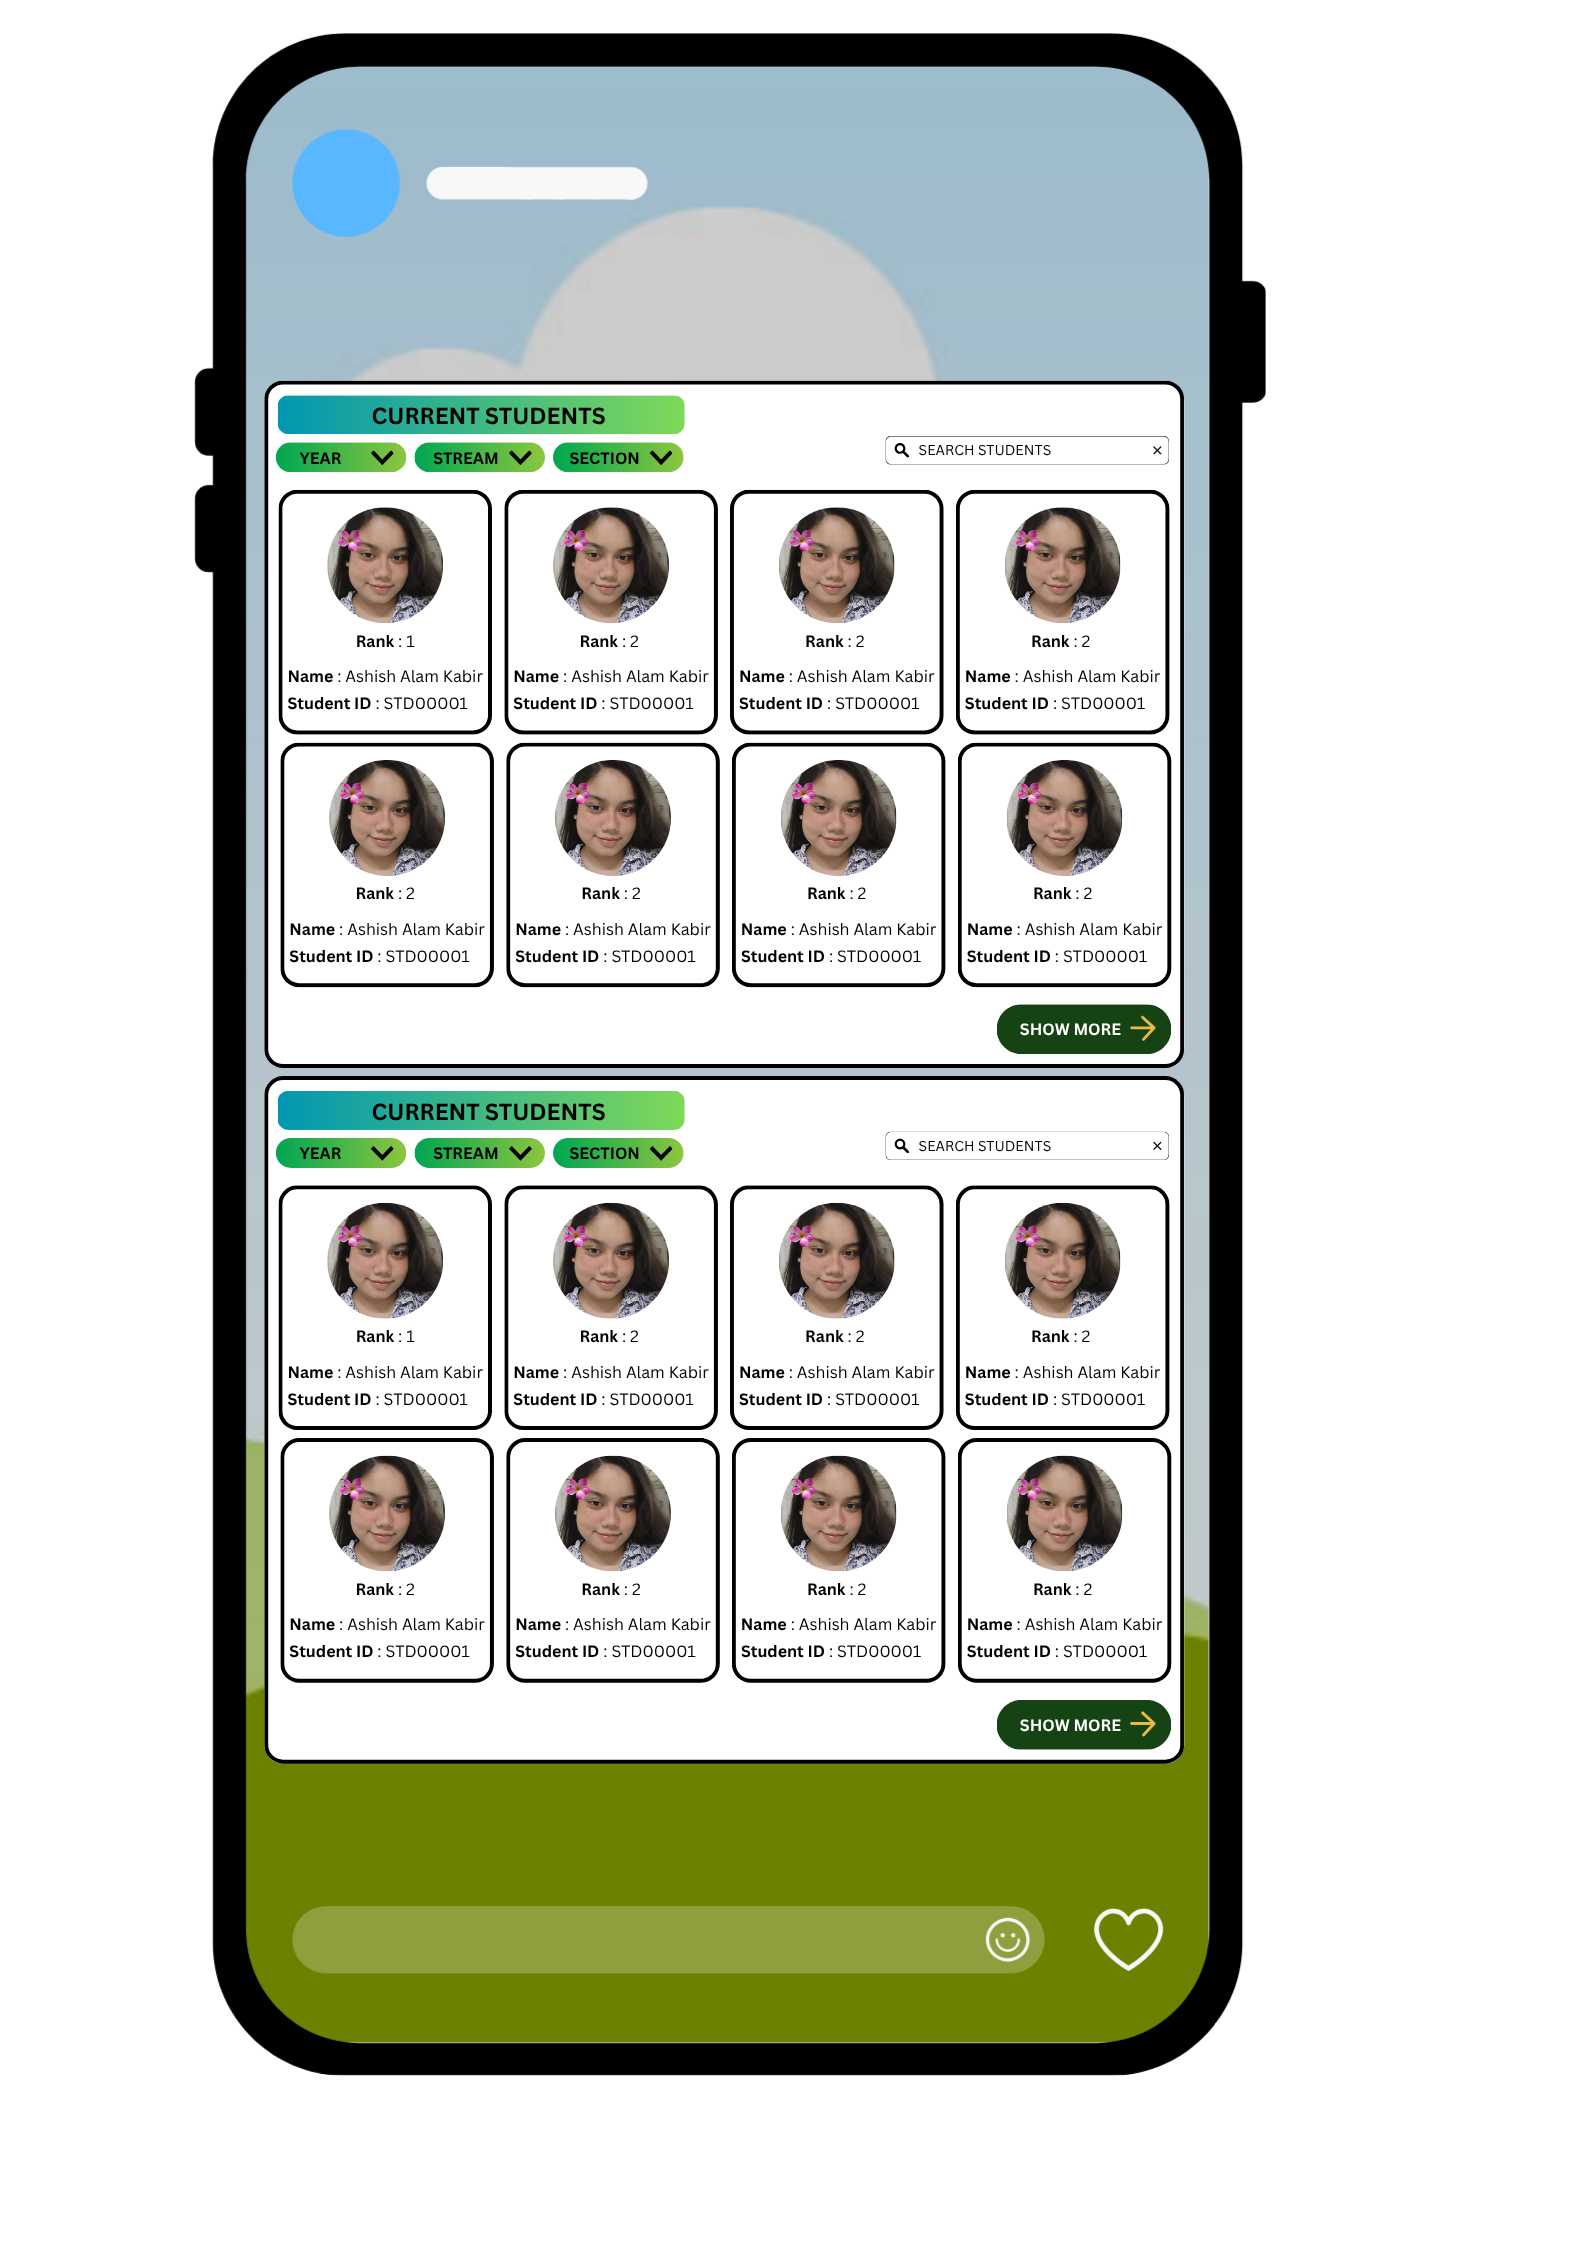 CURRENT STUDENTS
YEAR STREAM SECTION SEARCH STUDENTS ×
Rank : 1 Rank : 2 Rank : 2 Rank : 2
Name : Ashish Alam Kabir Name : Ashish Alam Kabir Name : Ashish Alam Kabir Name : Ashish Alam Kabir
Student ID : STD00001 Student ID : STD00001 Student ID : STD00001 Student ID : STD00001
Rank : 2 Rank : 2 Rank : 2 Rank : 2
Name : Ashish Alam Kabir Name : Ashish Alam Kabir Name : Ashish Alam Kabir Name : Ashish Alam Kabir
Student ID : STD00001 Student ID : STD00001 Student ID : STD00001 Student ID : STD00001
SHOW MORE
CURRENT STUDENTS
YEAR STREAM SECTION SEARCH STUDENTS ×
Rank : 1 Rank : 2 Rank : 2 Rank : 2
Name : Ashish Alam Kabir Name : Ashish Alam Kabir Name : Ashish Alam Kabir Name : Ashish Alam Kabir
Student ID : STD00001 Student ID : STD00001 Student ID : STD00001 Student ID : STD00001
Rank : 2 Rank : 2 Rank : 2 Rank : 2
Name : Ashish Alam Kabir Name : Ashish Alam Kabir Name : Ashish Alam Kabir Name : Ashish Alam Kabir
Student ID : STD00001 Student ID : STD00001 Student ID : STD00001 Student ID : STD00001
SHOW MORE